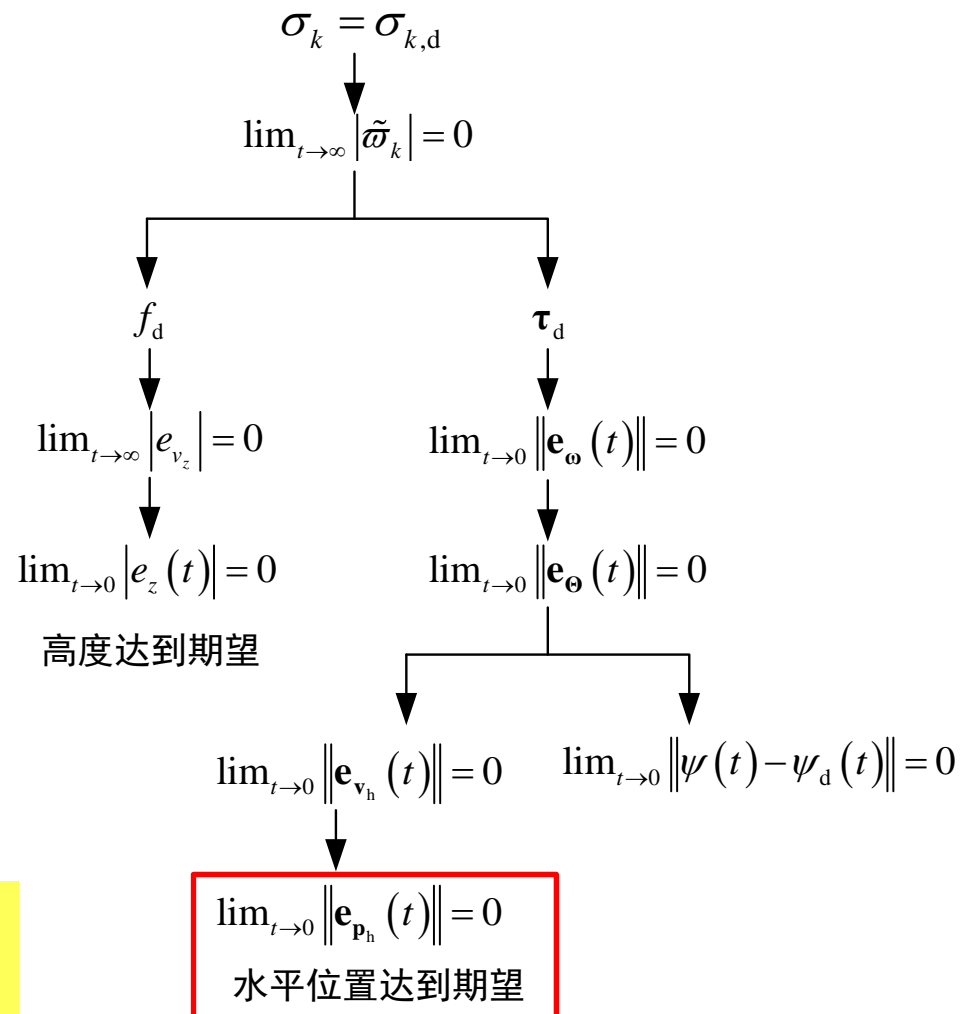 σ_k = σ_{k,d}
lim_{t→∞} |ϖ̃_k| = 0
f_d
τ_d
lim_{t→∞} |e_{v_z}| = 0
lim_{t→0} ‖e_ω(t)‖ = 0
lim_{t→0} |e_z(t)| = 0
lim_{t→0} ‖e_Θ(t)‖ = 0
高度达到期望
lim_{t→0} ‖e_{v_h}(t)‖ = 0
lim_{t→0} ‖ψ(t)−ψ_d(t)‖ = 0
lim_{t→0} ‖e_{p_h}(t)‖ = 0
水平位置达到期望